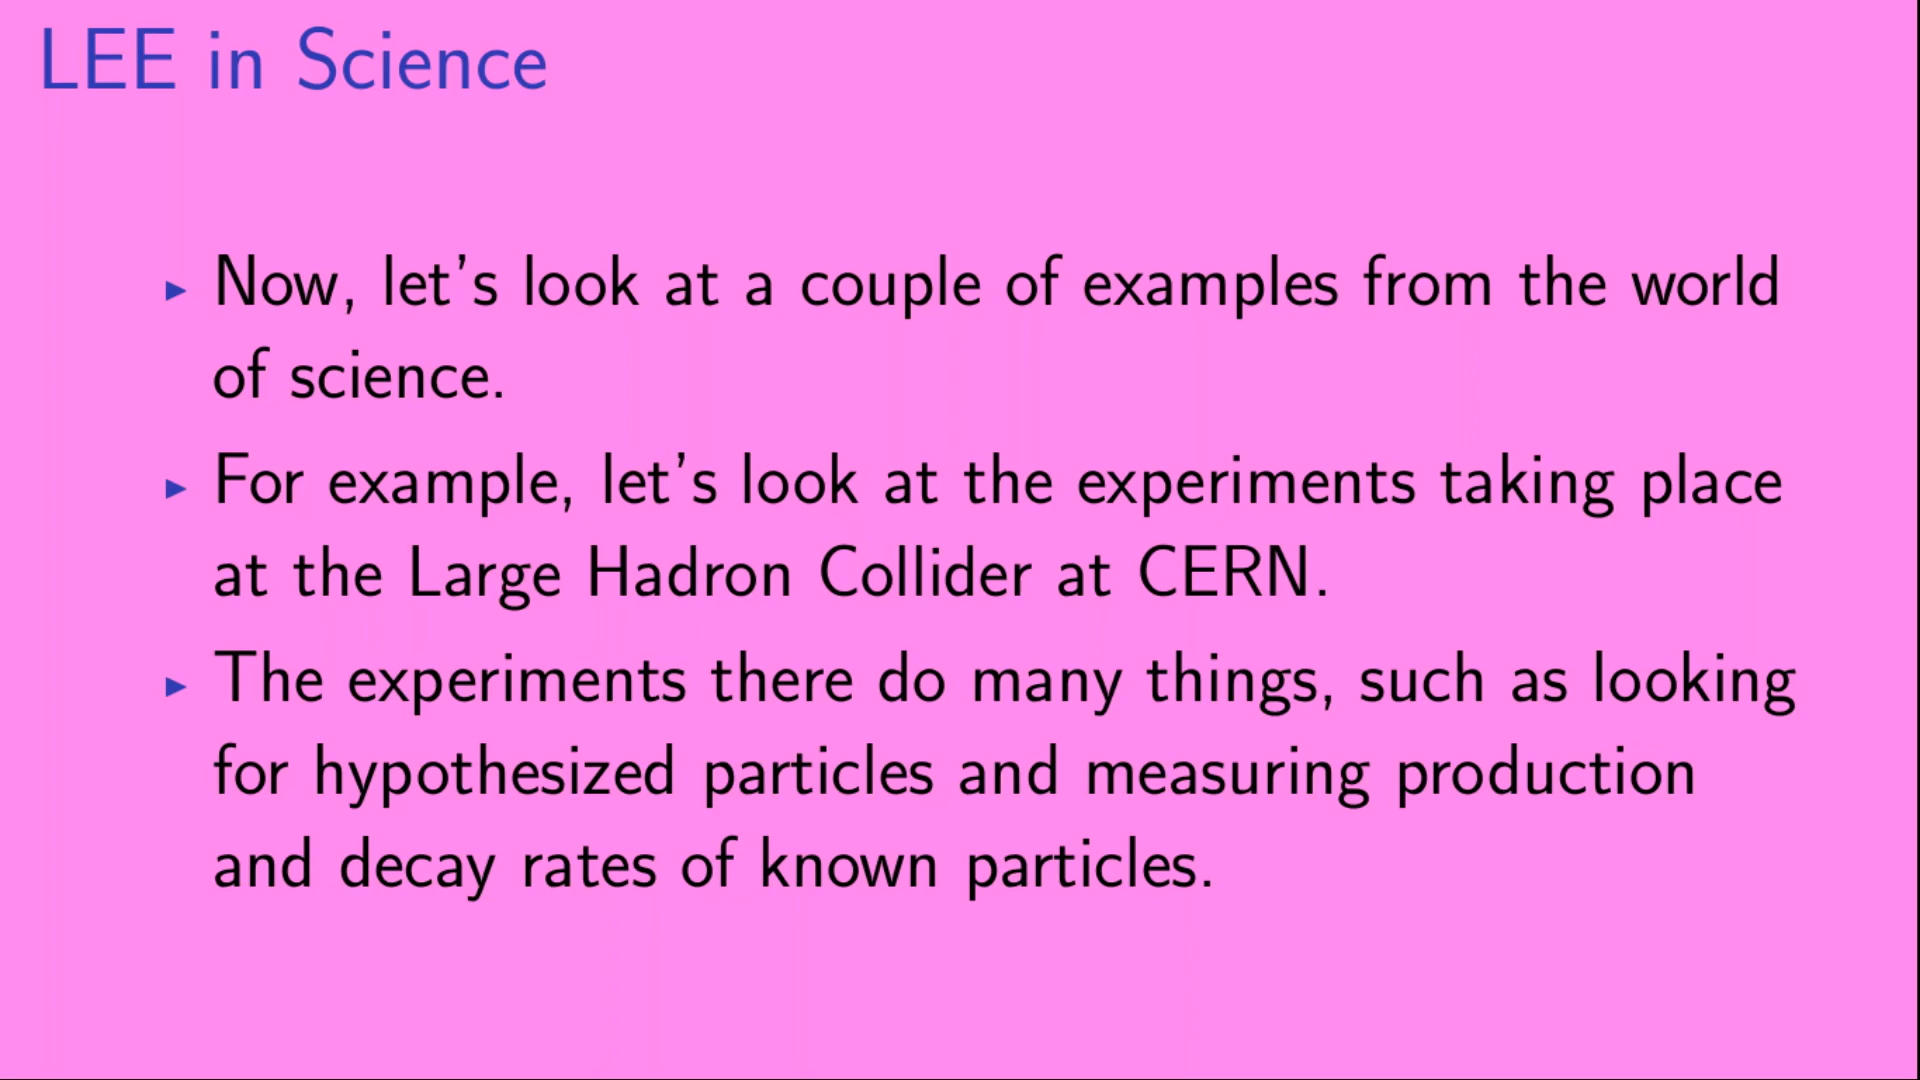 LEE in Science
▸ Now, let's look at a couple of examples from the world
of science.
▸ For example, let's look at the experiments taking place
at the Large Hadron Collider at CERN.
▸ The experiments there do many things, such as looking
for hypothesized particles and measuring production
and decay rates of known particles.